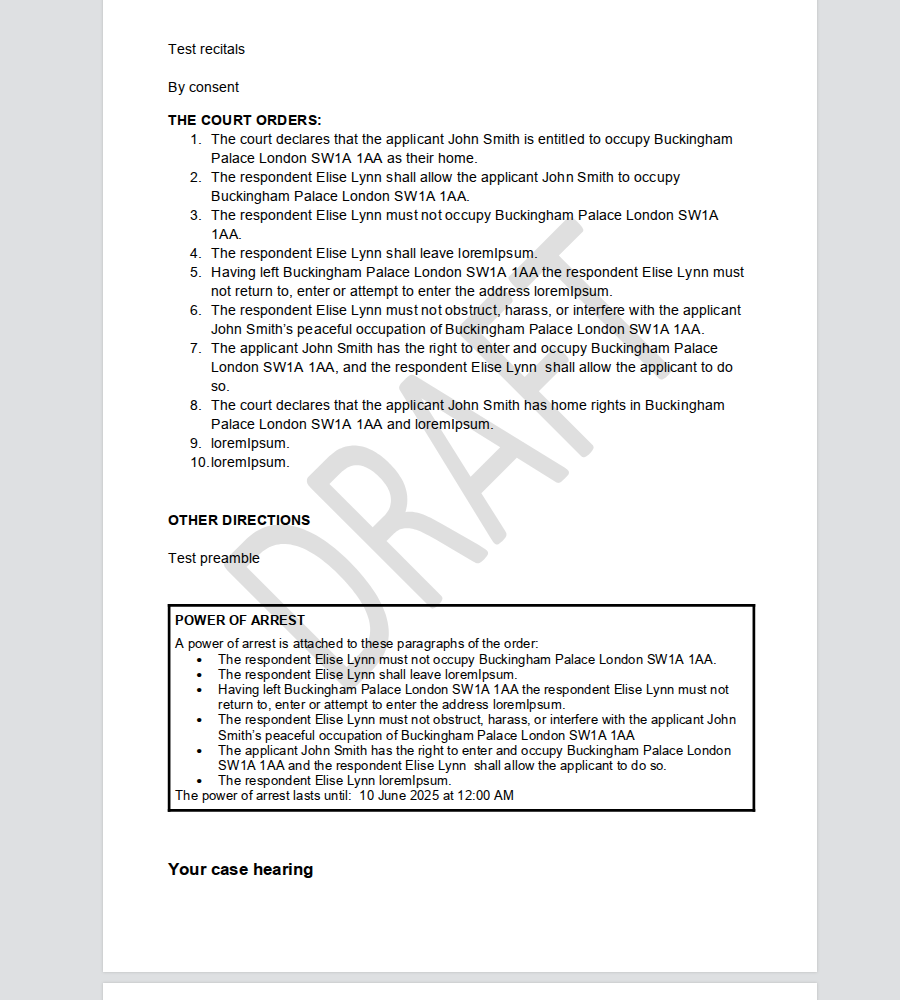 Test recitals
By consent
THE COURT ORDERS:
1. The court declares that the applicant John Smith is entitled to occupy Buckingham
Palace London SW1A 1AA as their home.
2. The respondent Elise Lynn shall allow the applicant John Smith to occupy
Buckingham Palace London SW1A 1AA.
3. The respondent Elise Lynn must not occupy Buckingham Palace London SW1A
1AA.
4. The respondent Elise Lynn shall leave loremIpsum.
5. Having left Buckingham Palace London SW1A 1AA the respondent Elise Lynn must
not return to, enter or attempt to enter the address loremIpsum.
6. The respondent Elise Lynn must not obstruct, harass, or interfere with the applicant
John Smith’s peaceful occupation of Buckingham Palace London SW1A 1AA.
7. The applicant John Smith has the right to enter and occupy Buckingham Palace
London SW1A 1AA, and the respondent Elise Lynn  shall allow the applicant to do
so.
8. The court declares that the applicant John Smith has home rights in Buckingham
Palace London SW1A 1AA and loremIpsum.
9. loremIpsum.
10. loremIpsum.
DRAFT
OTHER DIRECTIONS
Test preamble
POWER OF ARREST
A power of arrest is attached to these paragraphs of the order:
• The respondent Elise Lynn must not occupy Buckingham Palace London SW1A 1AA.
• The respondent Elise Lynn shall leave loremIpsum.
• Having left Buckingham Palace London SW1A 1AA the respondent Elise Lynn must not
return to, enter or attempt to enter the address loremIpsum.
• The respondent Elise Lynn must not obstruct, harass, or interfere with the applicant John
Smith’s peaceful occupation of Buckingham Palace London SW1A 1AA
• The applicant John Smith has the right to enter and occupy Buckingham Palace London
SW1A 1AA and the respondent Elise Lynn  shall allow the applicant to do so.
• The respondent Elise Lynn loremIpsum.
The power of arrest lasts until:  10 June 2025 at 12:00 AM
Your case hearing